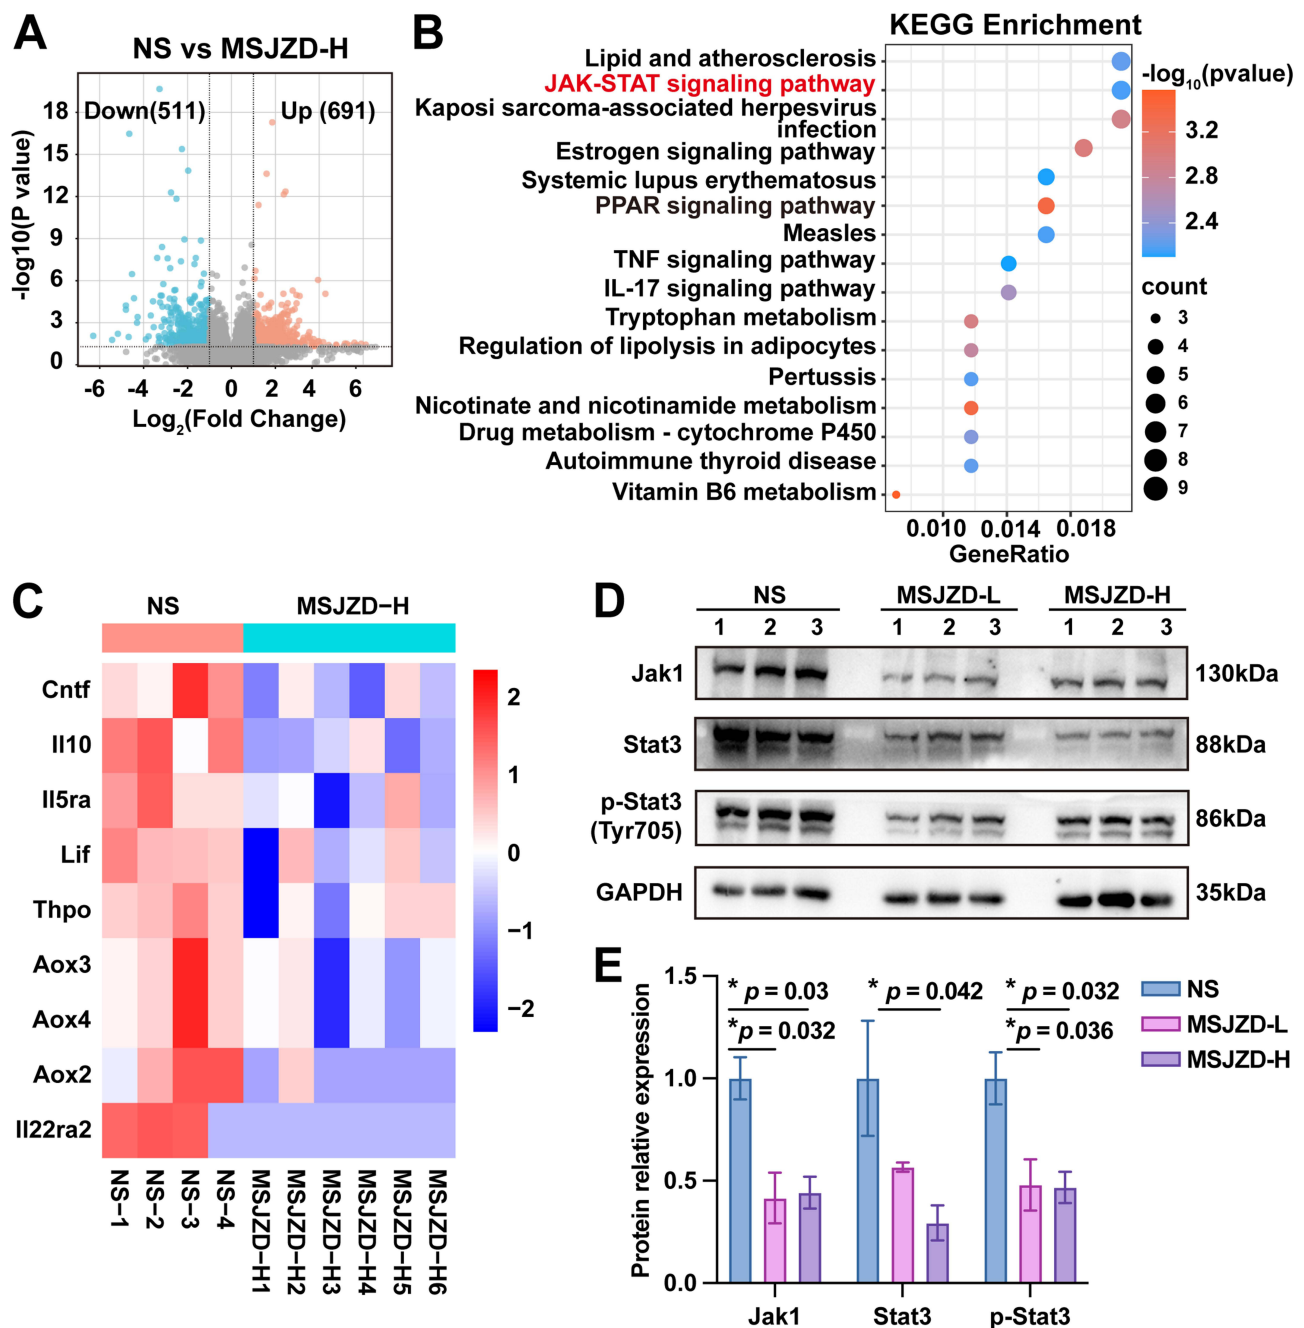 A
NS vs MSJZD-H
Down(511)
Up (691)
18
15
12
9
6
3
0
-log10(P value)
-6 -4 -2 0 2 4 6
Log2(Fold Change)
B
KEGG Enrichment
Lipid and atherosclerosis
JAK-STAT signaling pathway
Kaposi sarcoma-associated herpesvirus
infection
Estrogen signaling pathway
Systemic lupus erythematosus
PPAR signaling pathway
Measles
TNF signaling pathway
IL-17 signaling pathway
Tryptophan metabolism
Regulation of lipolysis in adipocytes
Pertussis
Nicotinate and nicotinamide metabolism
Drug metabolism - cytochrome P450
Autoimmune thyroid disease
Vitamin B6 metabolism
0.010 0.014 0.018
GeneRatio
-log10(pvalue)
3.2
2.8
2.4
count
3
4
5
6
7
8
9
C
NS MSJZD-H
Cntf
Il10
Il5ra
Lif
Thpo
Aox3
Aox4
Aox2
Il22ra2
NS-1
NS-2
NS-3
NS-4
MSJZD-H1
MSJZD-H2
MSJZD-H3
MSJZD-H4
MSJZD-H5
MSJZD-H6
2
1
0
-1
-2
D
NS MSJZD-L MSJZD-H
1 2 3 1 2 3 1 2 3
Jak1 130kDa
Stat3 88kDa
p-Stat3
(Tyr705) 86kDa
GAPDH 35kDa
E
Protein relative expression
1.5
1.0
0.5
0.0
* p = 0.03
*p = 0.032
* p = 0.042
* p = 0.032
*p = 0.036
Jak1 Stat3 p-Stat3
NS
MSJZD-L
MSJZD-H